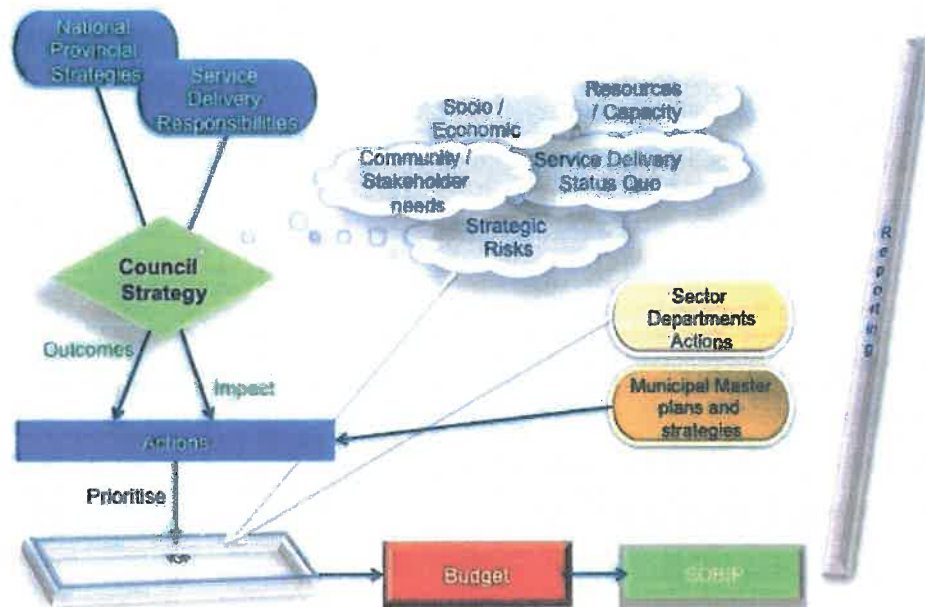 National
Provincial
Strategies
Service
Delivery
Responsibilities
Socio /
Economic
Resources
/ Capacity
Community /
Stakeholder
needs
Service Delivery
Status Quo
Strategic
Risks
Council
Strategy
Sector
Departments
Actions
Outcomes
Impact
Municipal Master
plans and
strategies
Actions
Prioritise
Budget
SDBIP
Reporting